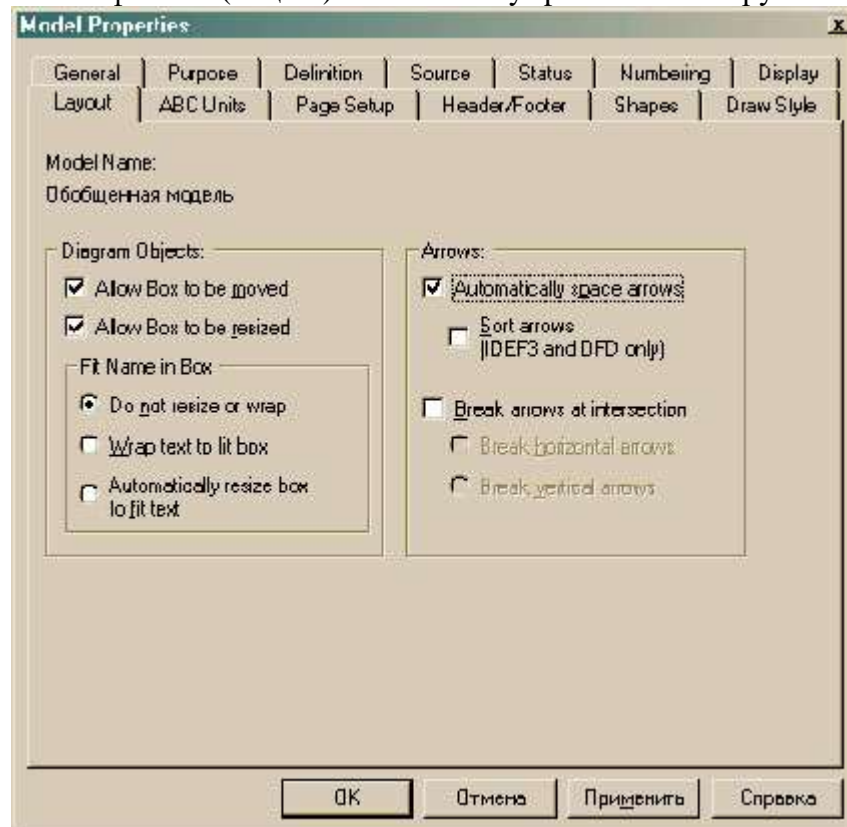 Model Properties
General Purpose Definition Source Status Numbering Display
Layout ABC Units Page Setup Header/Footer Shapes Draw Style
Model Name:
Обобщенная модель
Diagram Objects:
Allow Box to be moved
Allow Box to be resized
Fit Name in Box
Do not resize or wrap
Wrap text to fit box
Automatically resize box
to fit text
Arrows:
Automatically space arrows
Sort arrows
(IDEF3 and DFD only)
Break arrows at intersection
Break horizontal arrows
Break vertical arrows
OK Отмена Применить Справка